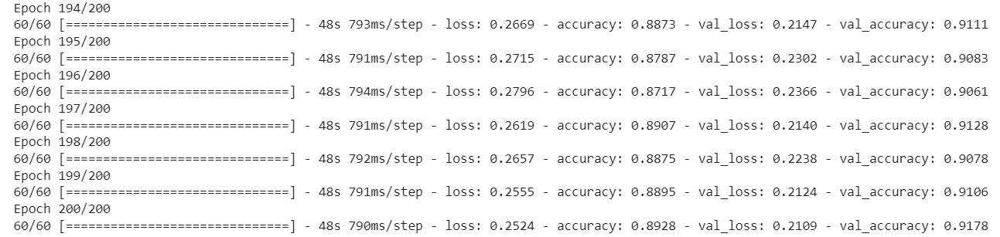 Epoch 194/200
60/60 [==============================] - 48s 793ms/step - loss: 0.2669 - accuracy: 0.8873 - val_loss: 0.2147 - val_accuracy: 0.9111
Epoch 195/200
60/60 [==============================] - 48s 791ms/step - loss: 0.2715 - accuracy: 0.8787 - val_loss: 0.2302 - val_accuracy: 0.9083
Epoch 196/200
60/60 [==============================] - 48s 794ms/step - loss: 0.2796 - accuracy: 0.8717 - val_loss: 0.2366 - val_accuracy: 0.9061
Epoch 197/200
60/60 [==============================] - 48s 791ms/step - loss: 0.2619 - accuracy: 0.8907 - val_loss: 0.2140 - val_accuracy: 0.9128
Epoch 198/200
60/60 [==============================] - 48s 792ms/step - loss: 0.2657 - accuracy: 0.8875 - val_loss: 0.2238 - val_accuracy: 0.9078
Epoch 199/200
60/60 [==============================] - 48s 791ms/step - loss: 0.2555 - accuracy: 0.8895 - val_loss: 0.2124 - val_accuracy: 0.9106
Epoch 200/200
60/60 [==============================] - 48s 790ms/step - loss: 0.2524 - accuracy: 0.8928 - val_loss: 0.2109 - val_accuracy: 0.9178